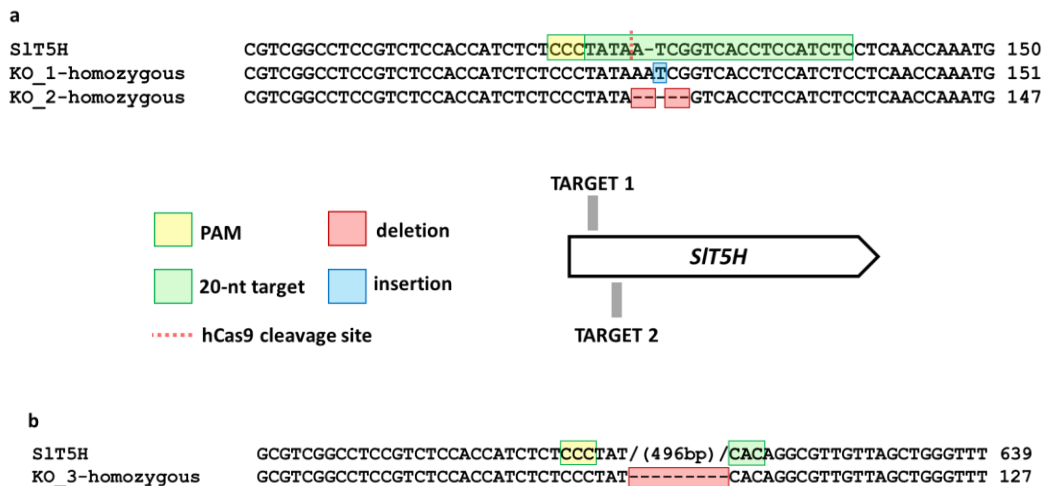 a
SlT5H CGTCGGCCTCCGTCTCCACCATCTCTCCCTATAA-TCGGTCACCTCCATCTCCTCAACCAAATG 150
KO_1-homozygous CGTCGGCCTCCGTCTCCACCATCTCTCCCTATAAATCGGTCACCTCCATCTCCTCAACCAAATG 151
KO_2-homozygous CGTCGGCCTCCGTCTCCACCATCTCTCCCTATA-----GTCACCTCCATCTCCTCAACCAAATG 147
TARGET 1
PAM
deletion
SlT5H
20-nt target
insertion
TARGET 2
hCas9 cleavage site
b
SlT5H GCGTCGGCCTCCGTCTCCACCATCTCTCCCTAT/(496bp)/CACAGGCGTTGTTAGCTGGGTTT 639
KO_3-homozygous GCGTCGGCCTCCGTCTCCACCATCTCTCCCTAT---------CACAGGCGTTGTTAGCTGGGTTT 127